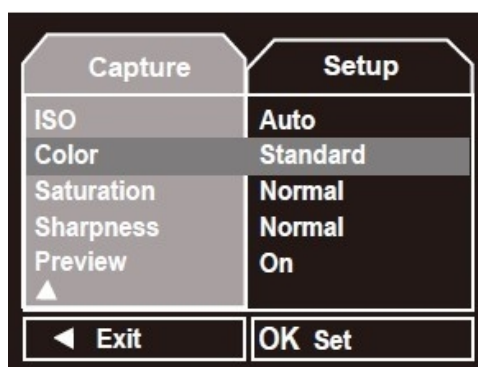 Capture Setup
ISO Auto
Color Standard
Saturation Normal
Sharpness Normal
Preview On
◀ Exit OK Set